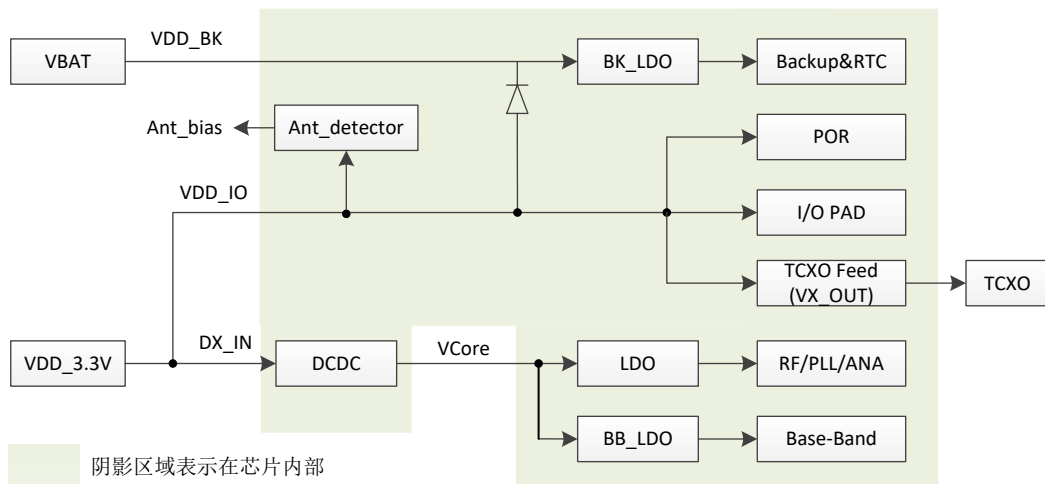 VDD_BK
VBAT
BK_LDO
Backup&RTC
Ant_bias
Ant_detector
POR
VDD_IO
I/O PAD
TCXO Feed
(VX_OUT)
TCXO
VDD_3.3V
DX_IN
DCDC
VCore
LDO
RF/PLL/ANA
BB_LDO
Base-Band
阴影区域表示在芯片内部